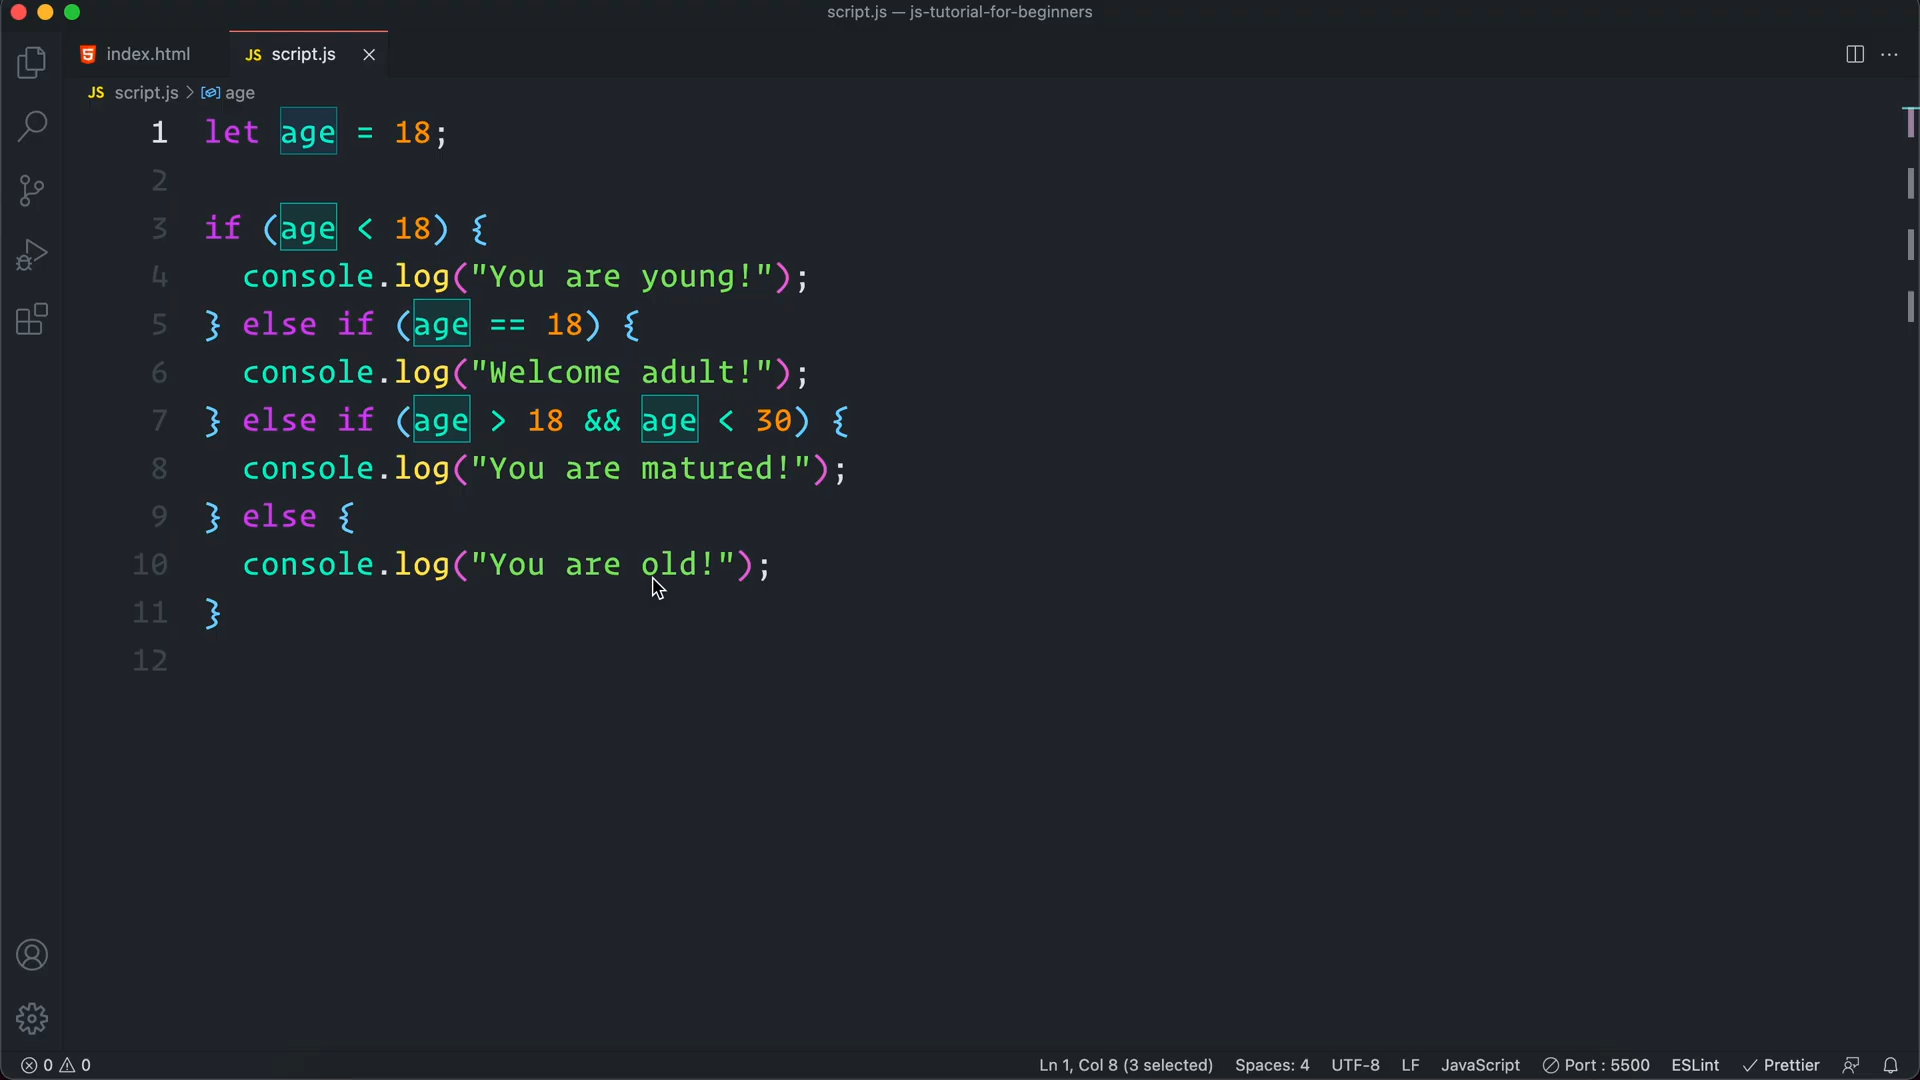 script.js — js-tutorial-for-beginners
index.html
JS script.js
JS script.js > age
1 let age = 18;
2
3 if (age < 18) {
4   console.log("You are young!");
5 } else if (age == 18) {
6   console.log("Welcome adult!");
7 } else if (age > 18 && age < 30) {
8   console.log("You are matured!");
9 } else {
10   console.log("You are old!");
11 }
12
0 0 Ln 1, Col 8 (3 selected) Spaces: 4 UTF-8 LF JavaScript Port : 5500 ESLint Prettier